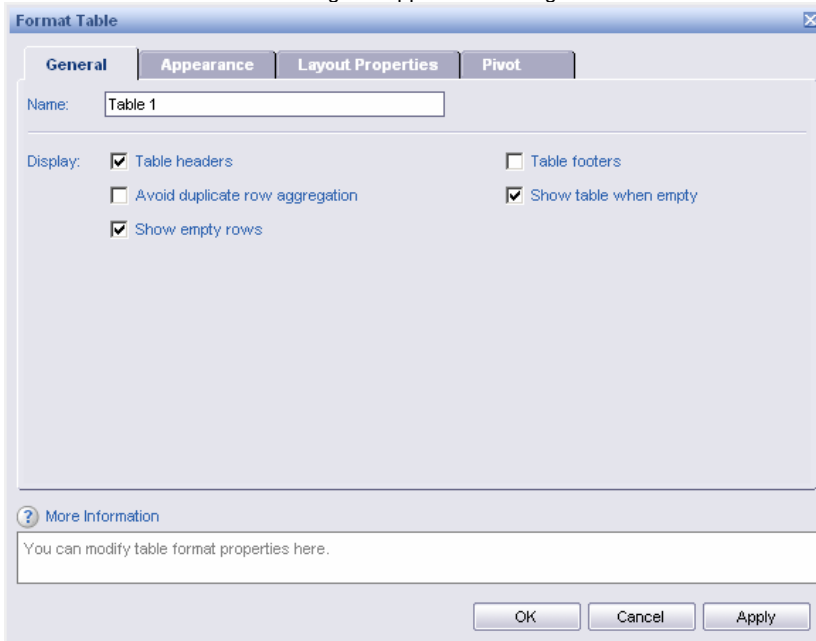 Format Table
General Appearance Layout Properties Pivot
Name: Table 1
Display: Table headers Table footers
Avoid duplicate row aggregation Show table when empty
Show empty rows
? More Information
You can modify table format properties here.
OK Cancel Apply